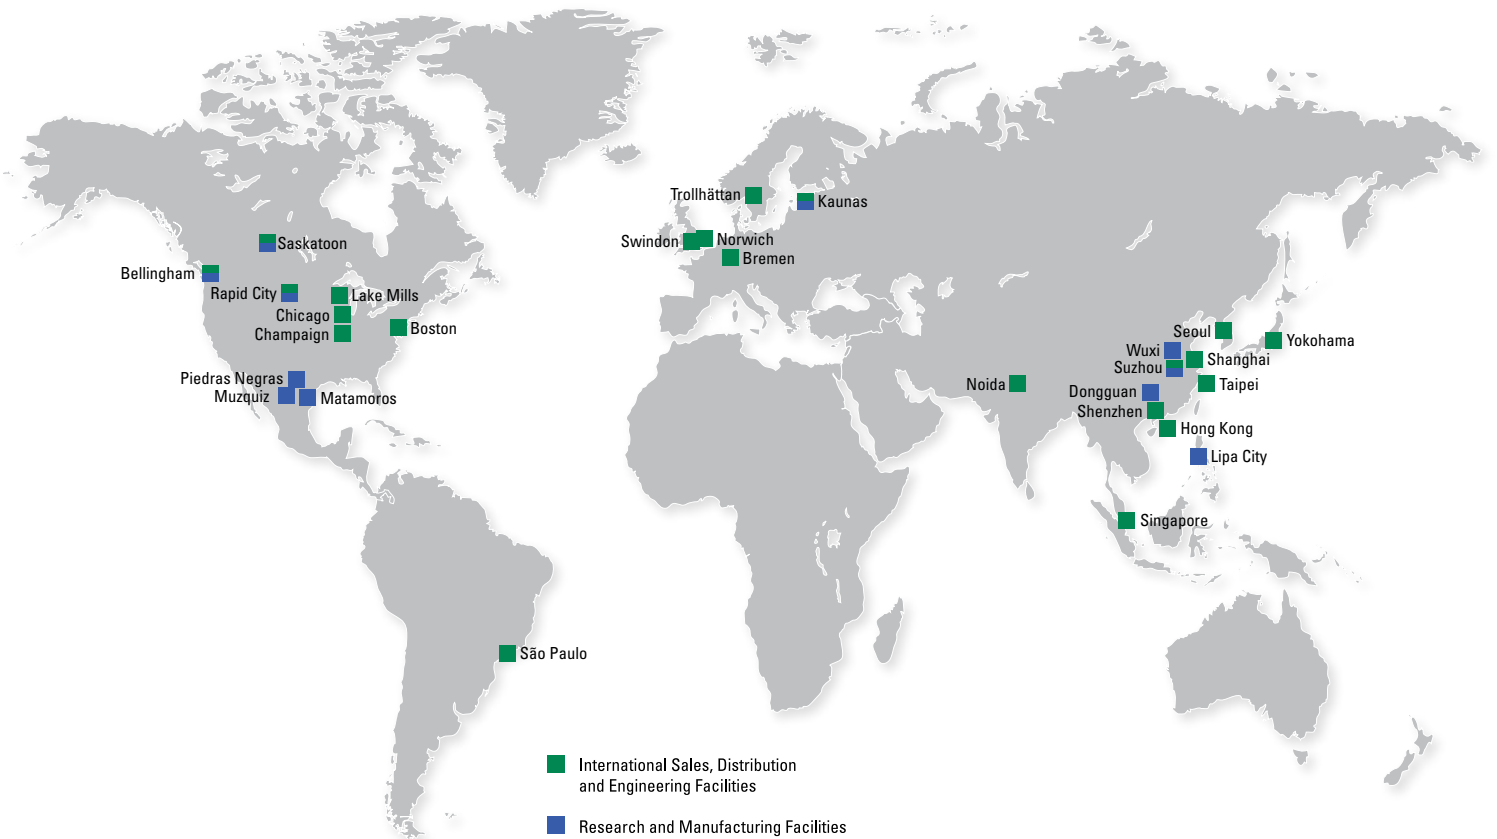 Trollhättan
Kaunas
Swindon
Norwich
Bremen
Saskatoon
Bellingham
Rapid City
Lake Mills
Chicago
Champaign
Boston
Piedras Negras
Muzquiz
Matamoros
São Paulo
Seoul
Yokohama
Wuxi
Shanghai
Suzhou
Noida
Taipei
Dongguan
Shenzhen
Hong Kong
Lipa City
Singapore
International Sales, Distribution
and Engineering Facilities
Research and Manufacturing Facilities